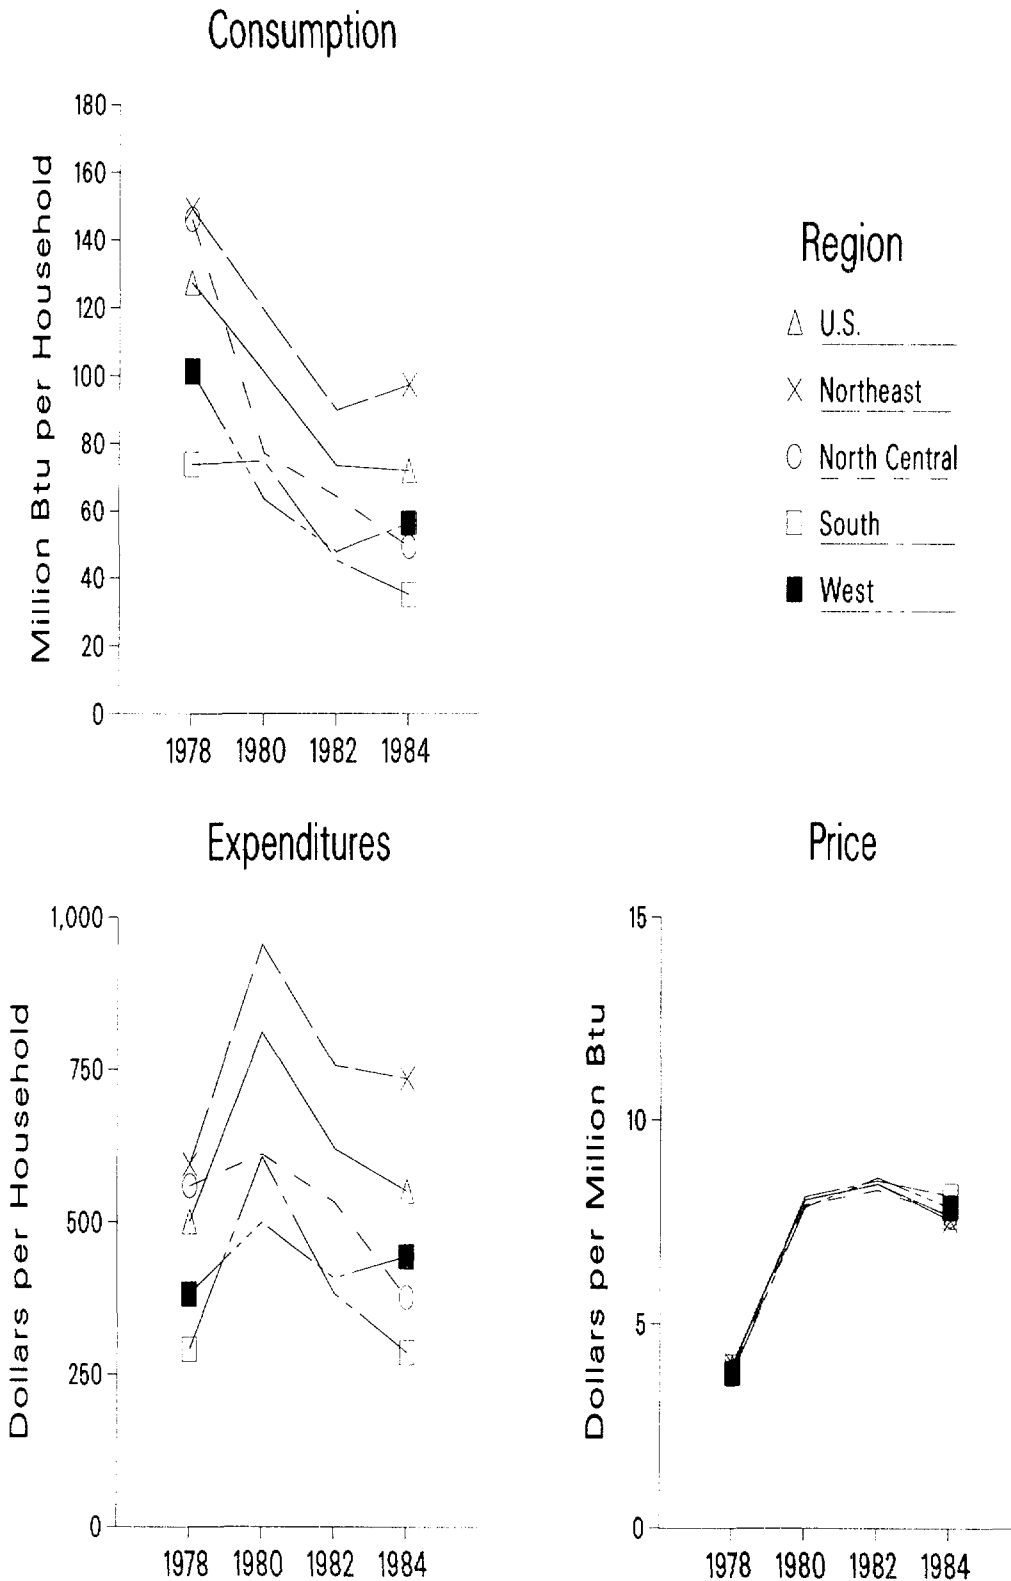 Consumption
Million Btu per Household
180
160
140
120
100
80
60
40
20
0
1978 1980 1982 1984
Region
U.S.
Northeast
North Central
South
West
Expenditures
Dollars per Household
1,000
750
500
250
0
1978 1980 1982 1984
Price
Dollars per Million Btu
15
10
5
0
1978 1980 1982 1984